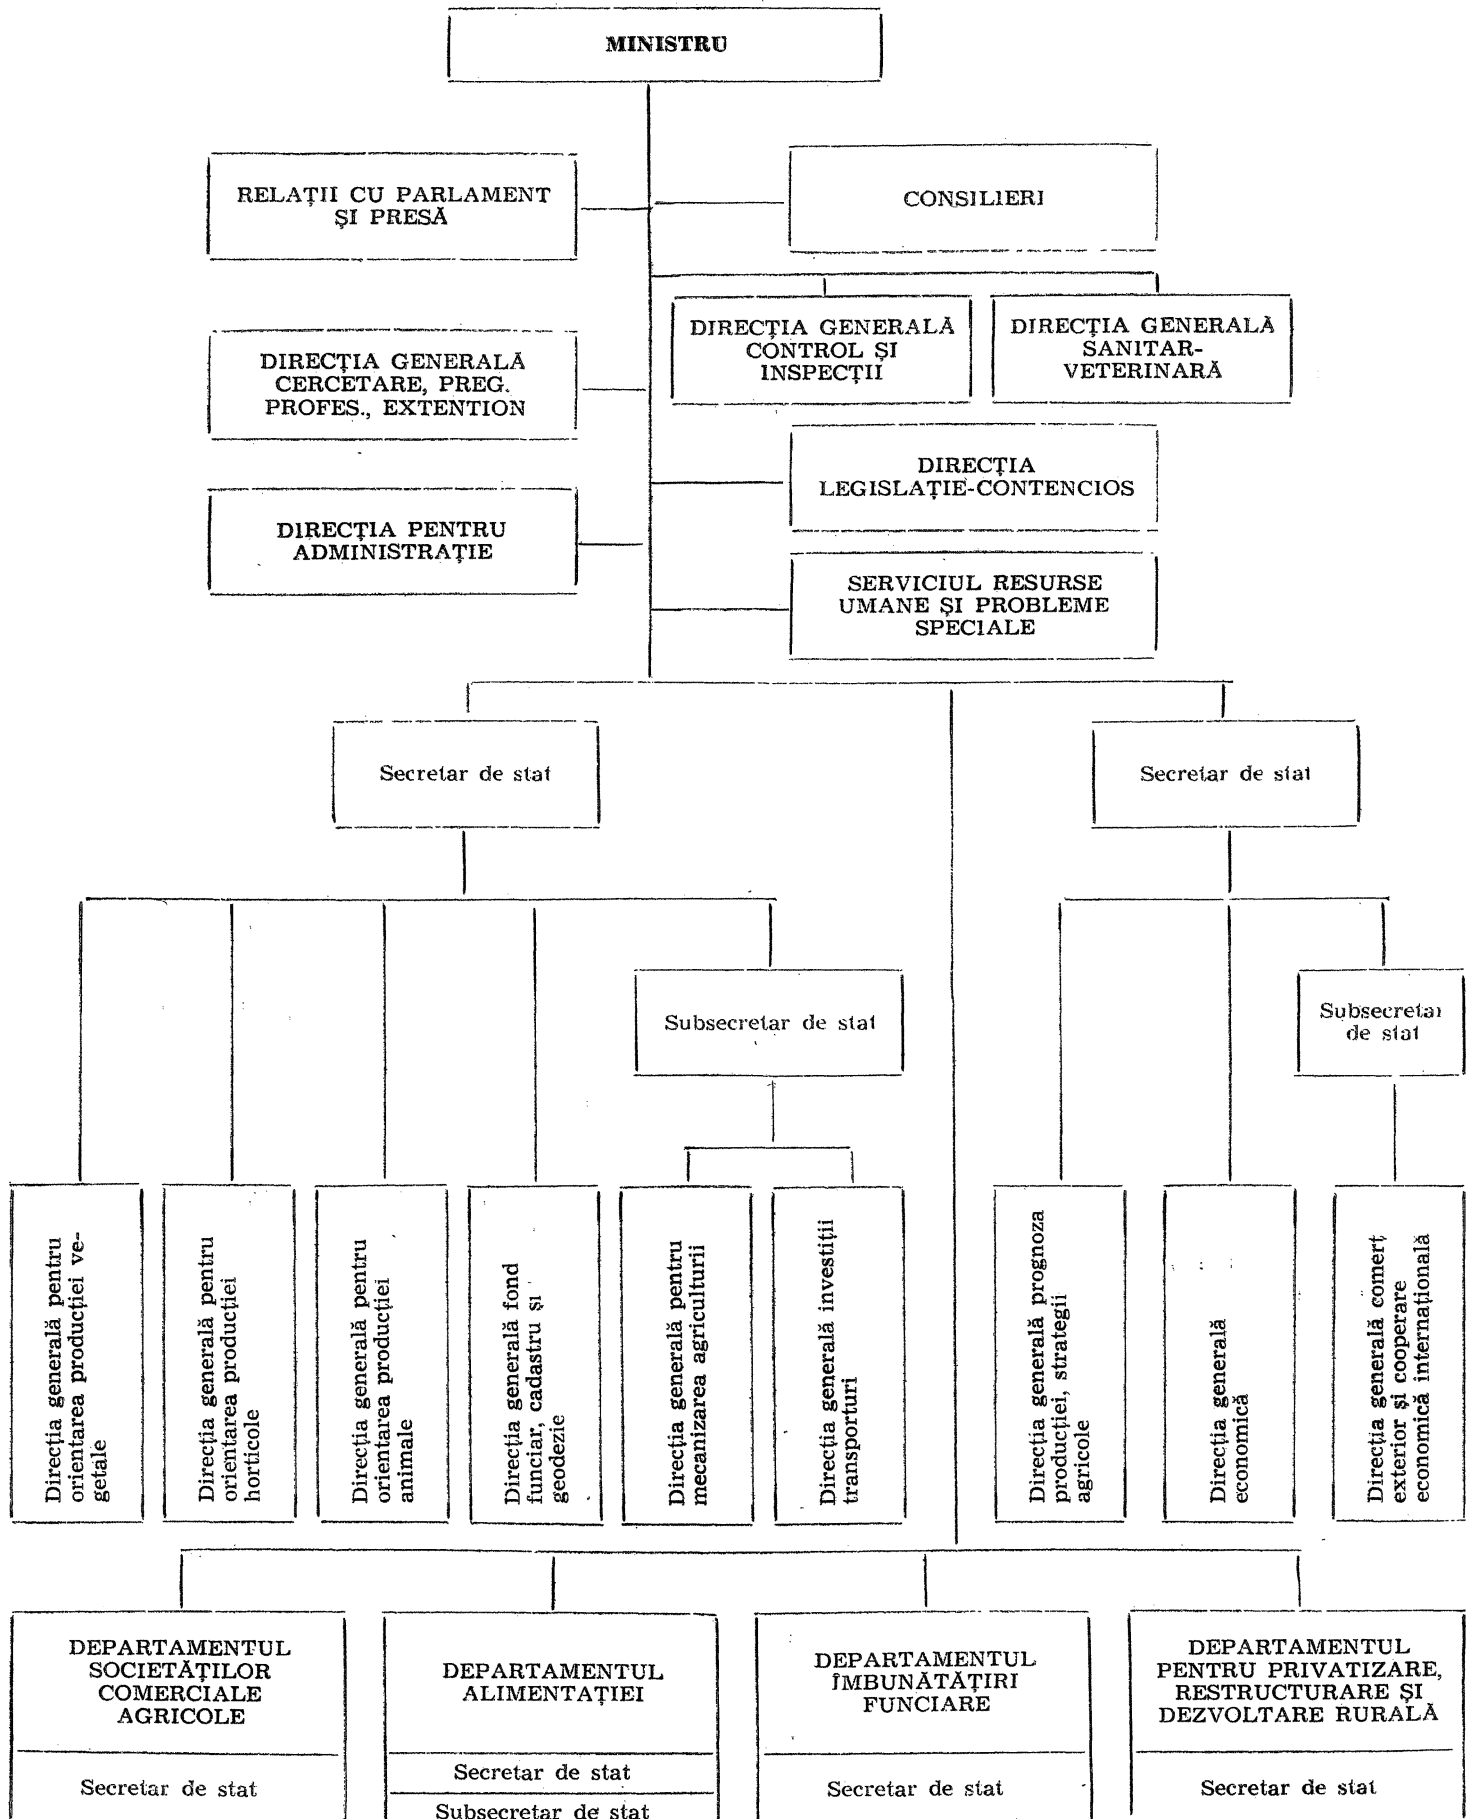 MINISTRU
RELAȚII CU PARLAMENT
ȘI PRESĂ
CONSILIERI
DIRECȚIA GENERALĂ
CONTROL ȘI
INSPECȚII
DIRECȚIA GENERALĂ
SANITAR-
VETERINARĂ
DIRECȚIA GENERALĂ
CERCETARE, PREG.
PROFES., EXTENTION
DIRECȚIA
LEGISLAȚIE-CONTENCIOS
DIRECȚIA PENTRU
ADMINISTRAȚIE
SERVICIUL RESURSE
UMANE ȘI PROBLEME
SPECIALE
Secretar de stat
Secretar de stat
Subsecretar de stat
Subsecretar
de stat
Direcția generală pentru
orientarea producției ve-
getale
Direcția generală pentru
orientarea producției
horticole
Direcția generală pentru
orientarea producției
animale
Direcția generală fond
funciar, cadastru și
geodezie
Direcția generală pentru
mecanizarea agriculturii
Direcția generală investiții
transporturi
Direcția generală prognoza
producției, strategii
agricole
Direcția generală
economică
Direcția generală comerț
exterior și cooperare
economică internațională
DEPARTAMENTUL
SOCIETĂȚILOR
COMERCIALE
AGRICOLE
Secretar de stat
DEPARTAMENTUL
ALIMENTAȚIEI
Secretar de stat
Subsecretar de stat
DEPARTAMENTUL
ÎMBUNĂTĂȚIRI
FUNCIARE
Secretar de stat
DEPARTAMENTUL
PENTRU PRIVATIZARE,
RESTRUCTURARE ȘI
DEZVOLTARE RURALĂ
Secretar de stat